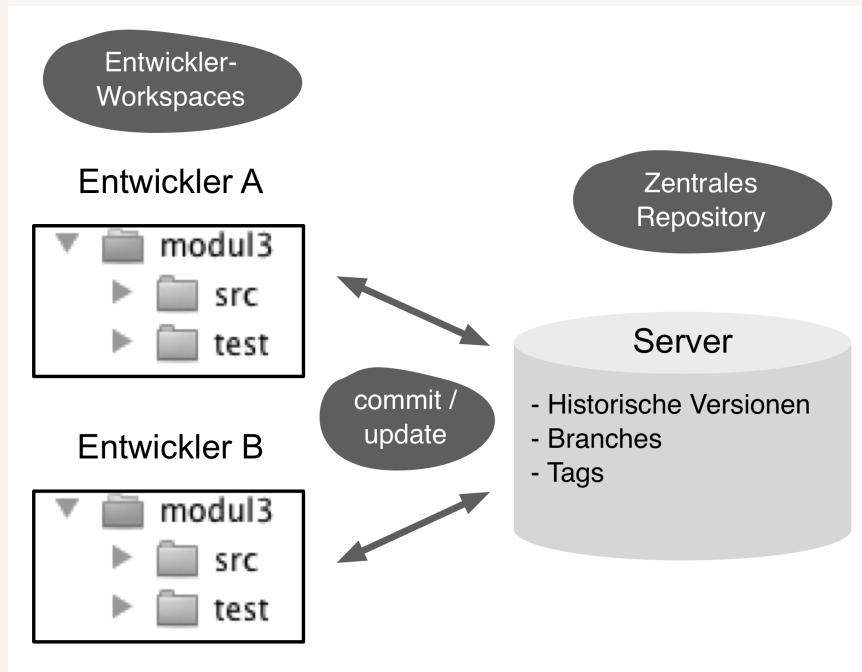 Entwickler-
Workspaces
Entwickler A
modul3
src
test
Zentrales
Repository
Server
- Historische Versionen
- Branches
- Tags
commit /
update
Entwickler B
modul3
src
test